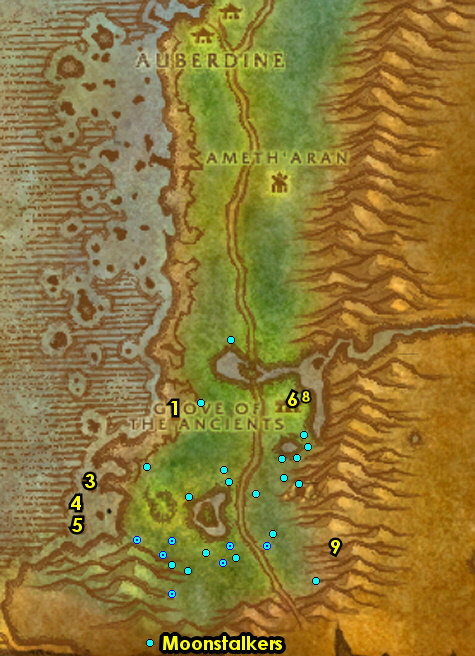 AUBERDINE
AMETH'ARAN
6 8
1
GROVE OF
THE ANCIENTS
3
4
5
9
Moonstalkers